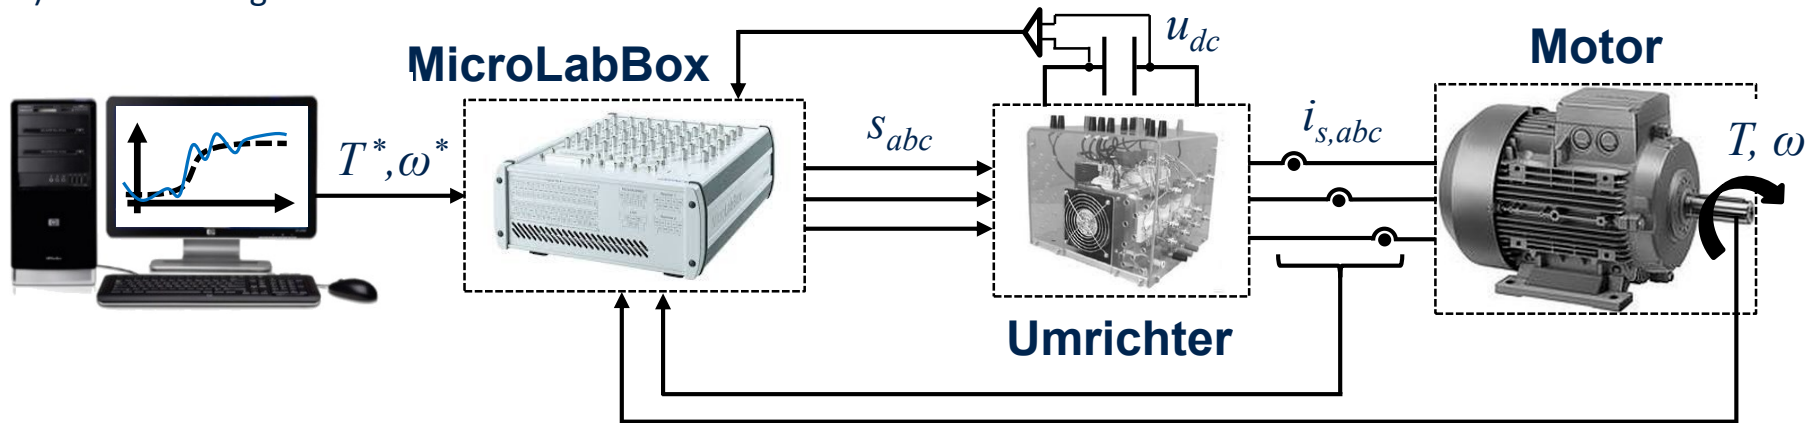 u_dc
MicroLabBox
Motor
T*,ω*
s_abc
i_s,abc
T, ω
Umrichter